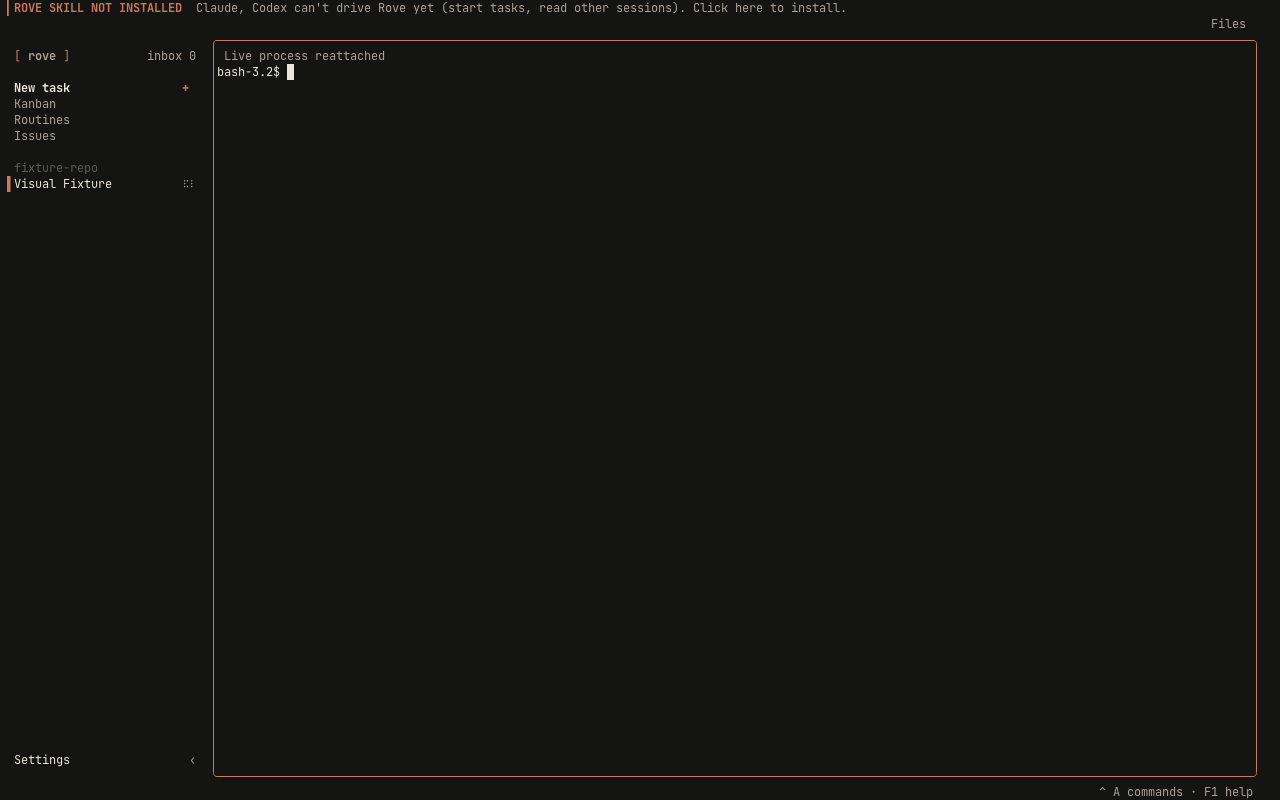 ROVE SKILL NOT INSTALLED  Claude, Codex can't drive Rove yet (start tasks, read other sessions). Click here to install.
Files
[ rove ] inbox 0
Live process reattached
bash-3.2$
New task +
Kanban
Routines
Issues
fixture-repo
Visual Fixture
Settings ‹
^ A commands · F1 help